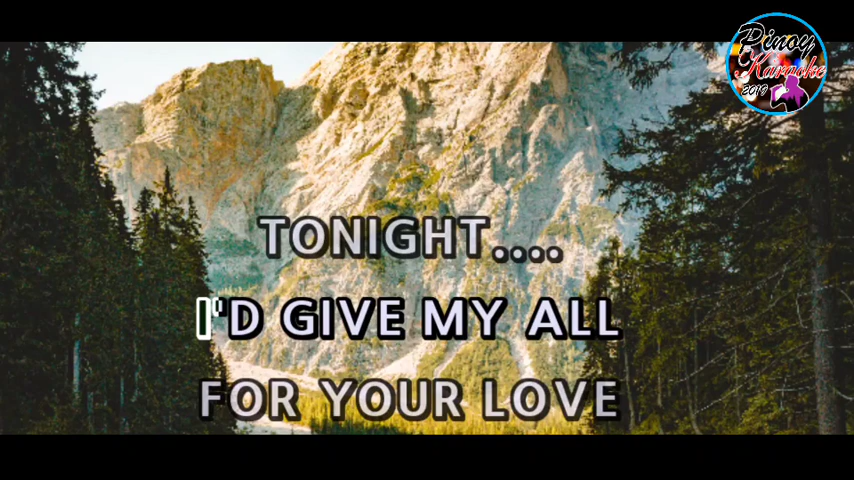 Pinoy
Karaoke
2019
TONIGHT....
I'D GIVE MY ALL
FOR YOUR LOVE